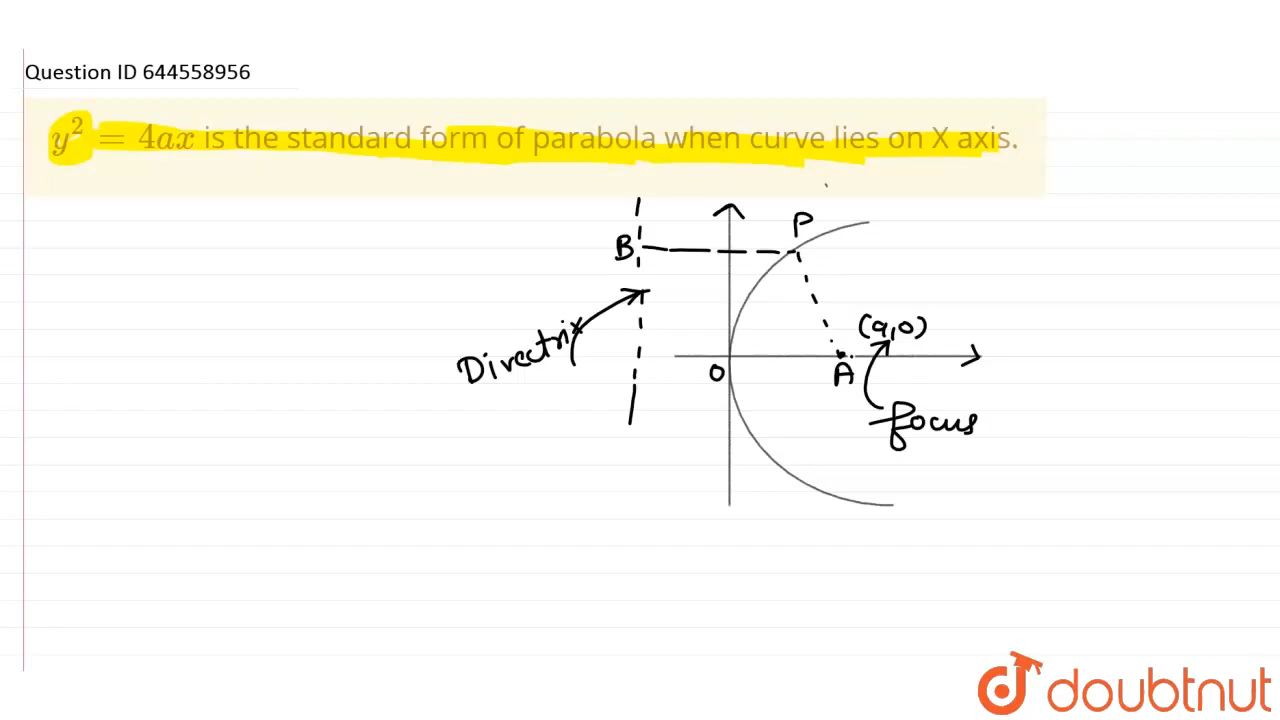 Question ID 644558956
y² = 4ax is the standard form of parabola when curve lies on X axis.
P
B
(a,0)
Directrix
O
A
focus
doubtnut